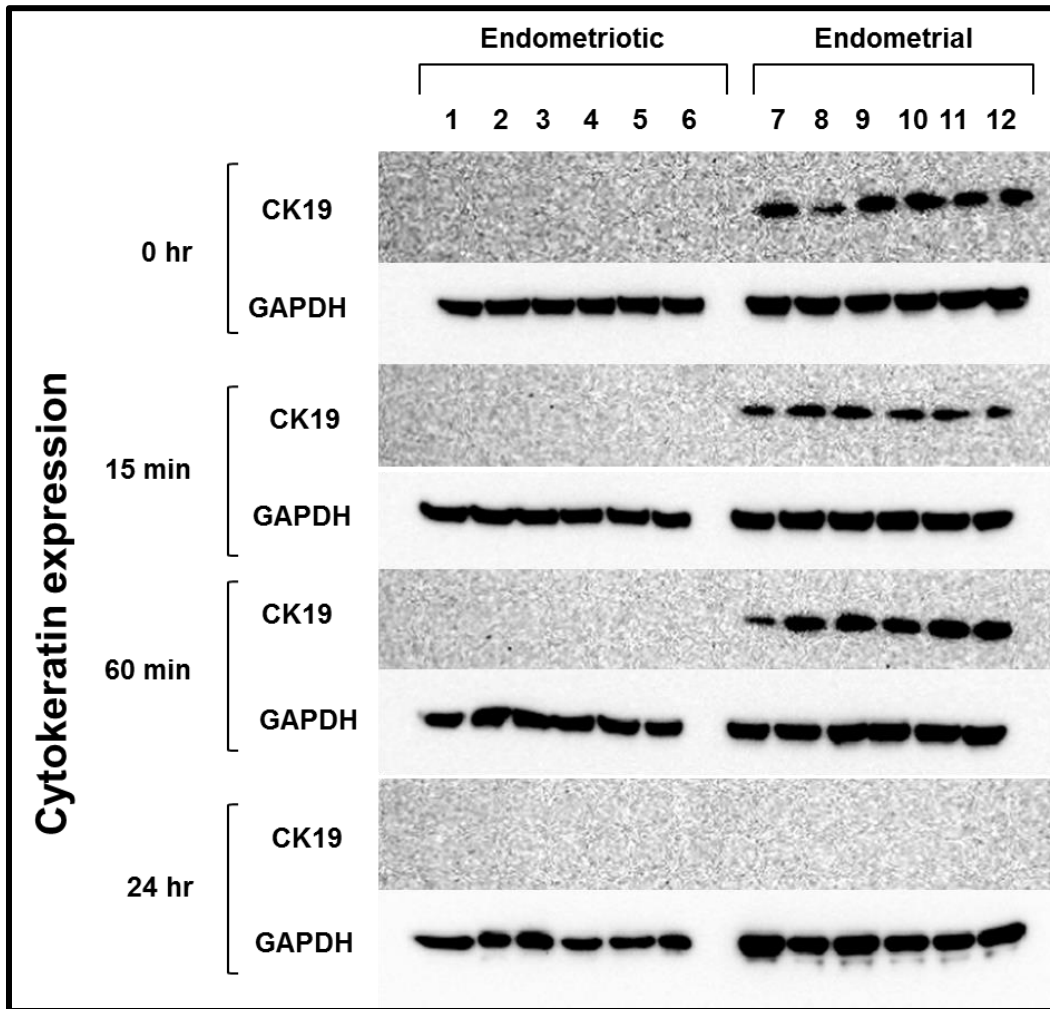 Endometriotic Endometrial
1 2 3 4 5 6 7 8 9 10 11 12
Cytokeratin expression
0 hr
CK19
GAPDH
15 min
CK19
GAPDH
60 min
CK19
GAPDH
24 hr
CK19
GAPDH